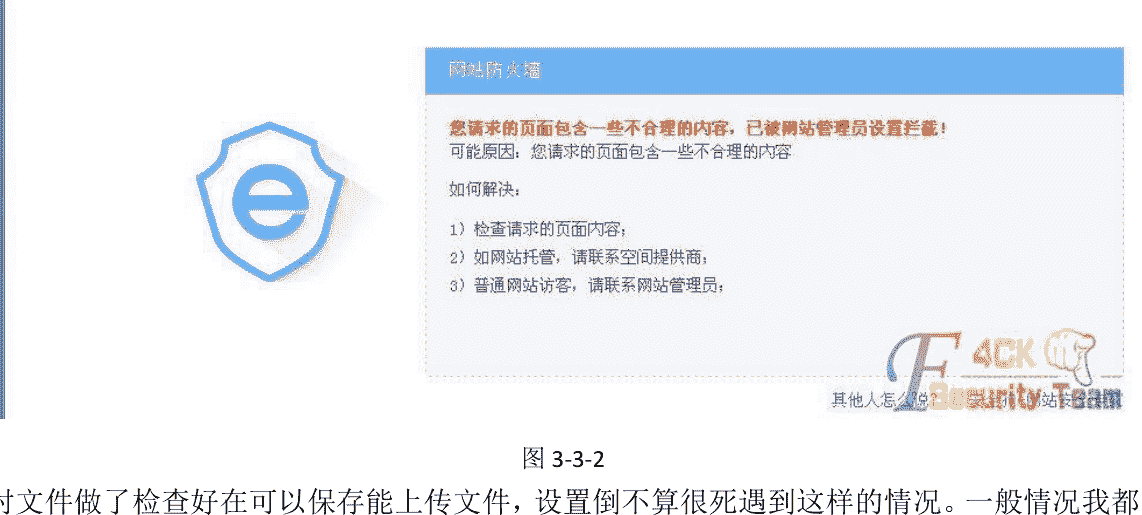 网站防火墙
您请求的页面包含一些不合理的内容，已被网站管理员设置拦截！
可能原因：您请求的页面包含一些不合理的内容
如何解决：
1）检查请求的页面内容；
2）如网站托管，请联系空间提供商；
3）普通网站访客，请联系网站管理员；
F4CK
Security Team
其他人怎么说？
图 3-3-2
对文件做了检查好在可以保存能上传文件，设置倒不算很死遇到这样的情况。一般情况我都